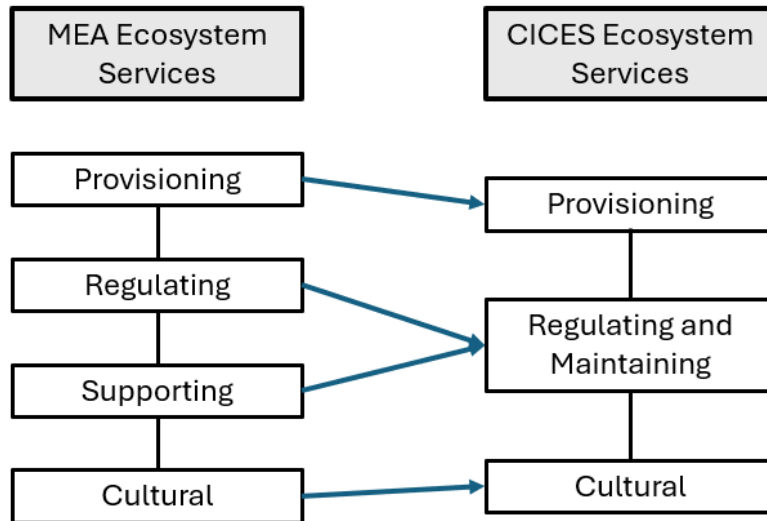 MEA Ecosystem
Services
CICES Ecosystem
Services
Provisioning
Regulating
Supporting
Cultural
Provisioning
Regulating and
Maintaining
Cultural